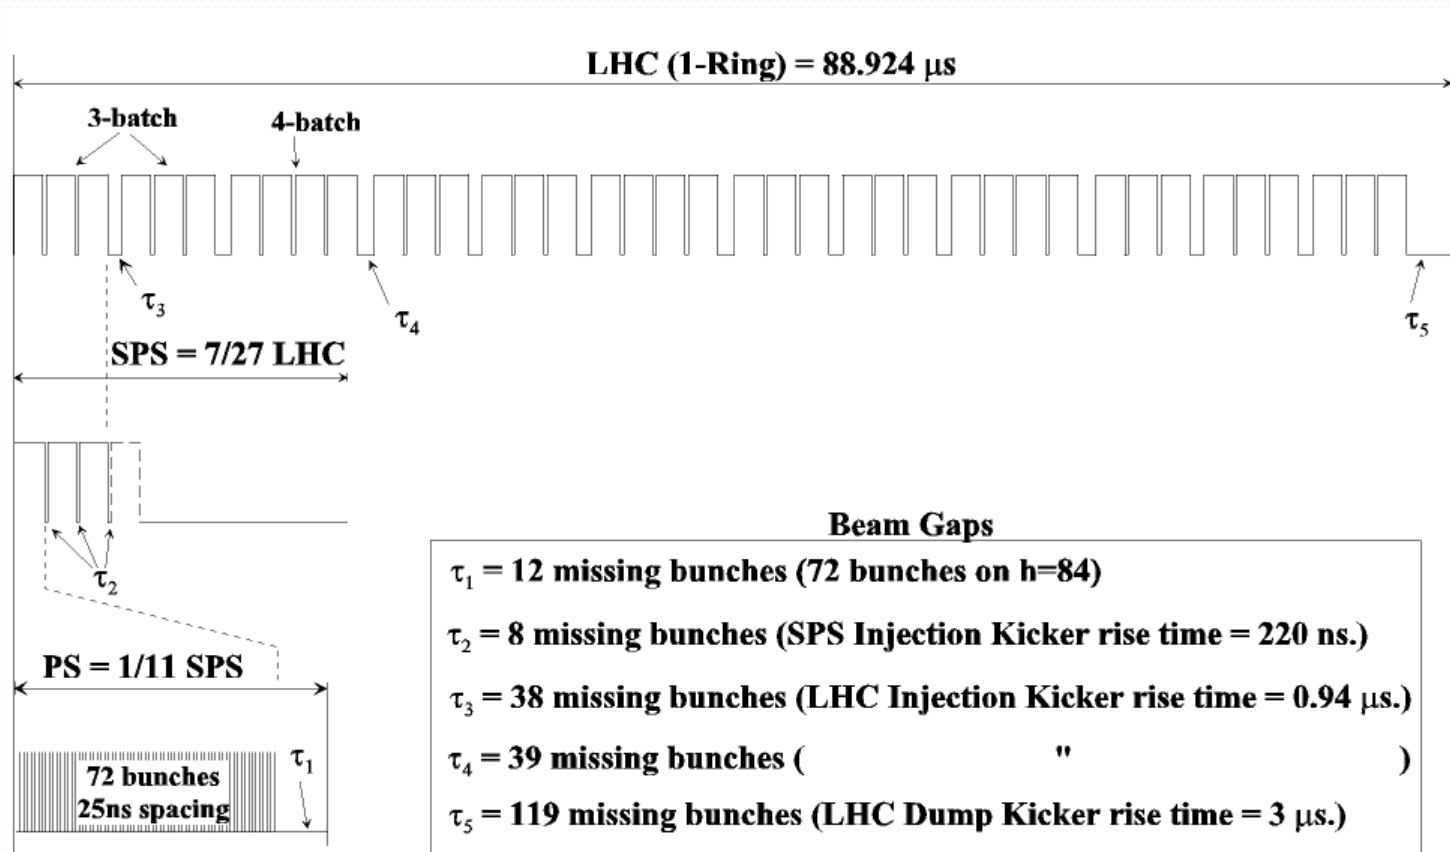 LHC (1-Ring) = 88.924 μs
3-batch
4-batch
τ3
τ4
τ5
SPS = 7/27 LHC
τ2
PS = 1/11 SPS
τ1
72 bunches
25ns spacing
Beam Gaps
τ1 = 12 missing bunches (72 bunches on h=84)
τ2 = 8 missing bunches (SPS Injection Kicker rise time = 220 ns.)
τ3 = 38 missing bunches (LHC Injection Kicker rise time = 0.94 μs.)
τ4 = 39 missing bunches ( " )
τ5 = 119 missing bunches (LHC Dump Kicker rise time = 3 μs.)